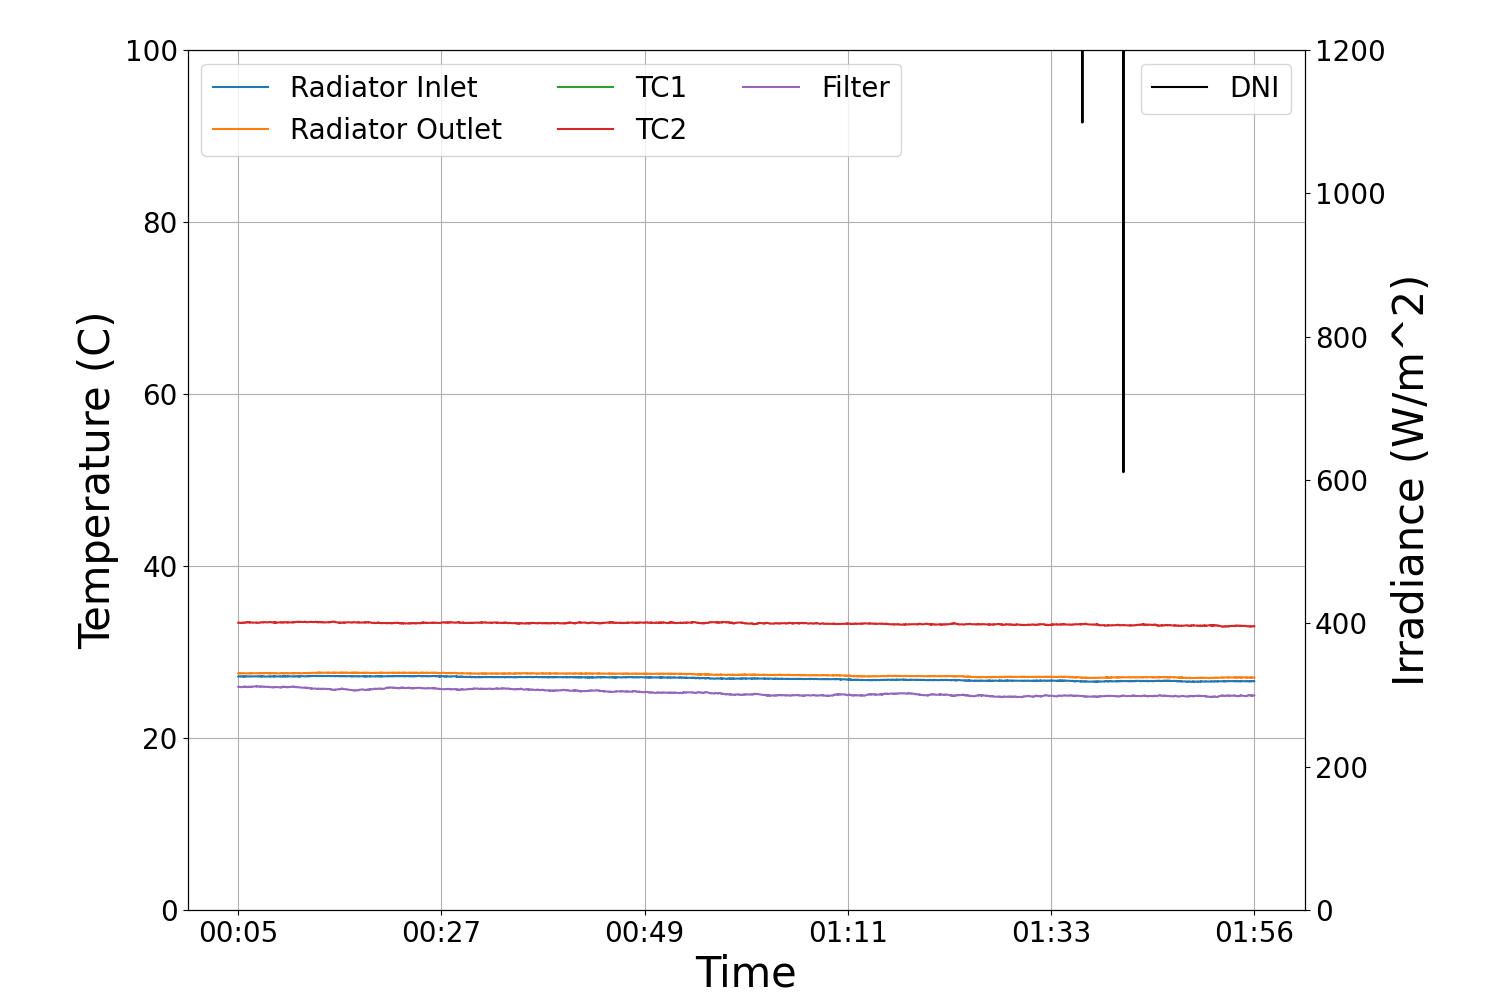 100
80
60
40
20
0
Temperature (C)
Radiator Inlet
Radiator Outlet
TC1
TC2
Filter
DNI
1200
1000
800
600
400
200
0
Irradiance (W/m^2)
00:05 00:27 00:49 01:11 01:33 01:56
Time